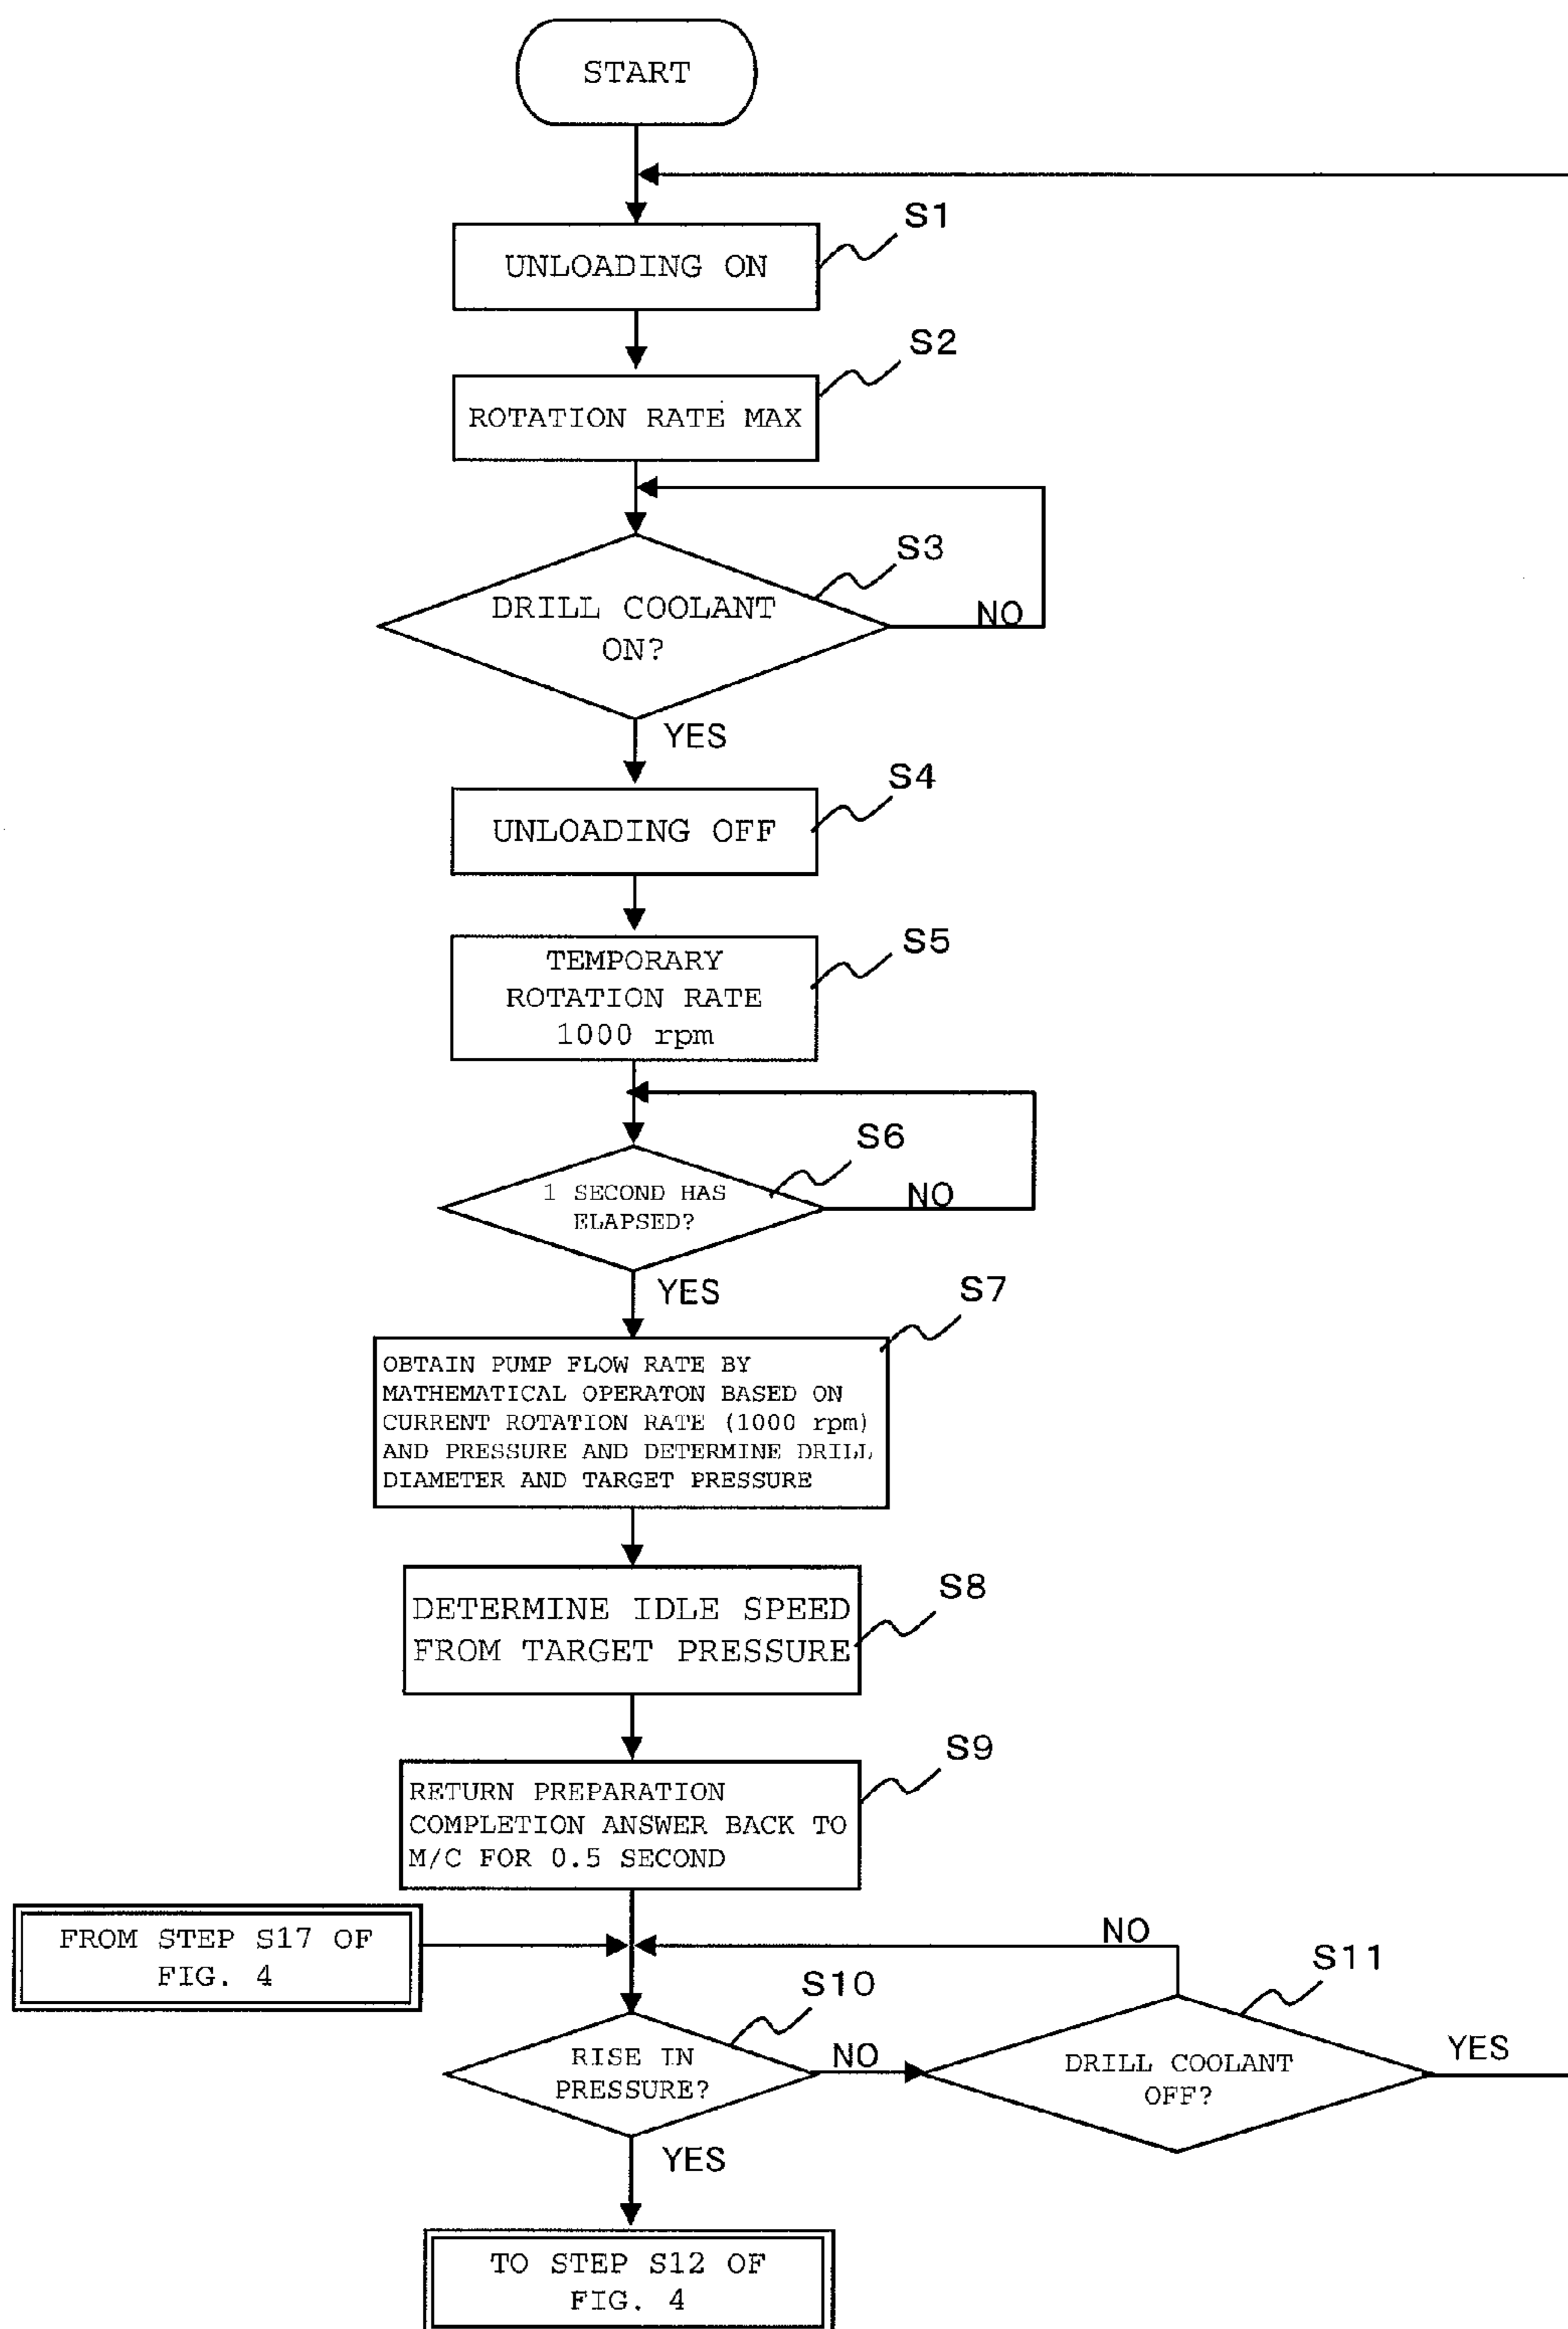 START
S1
UNLOADING ON
S2
ROTATION RATE MAX
S3
DRILL COOLANT
ON?
NO
YES
S4
UNLOADING OFF
S5
TEMPORARY
ROTATION RATE
1000 rpm
S6
1 SECOND HAS
ELAPSED?
NO
YES
S7
OBTAIN PUMP FLOW RATE BY
MATHEMATICAL OPERATON BASED ON
CURRENT ROTATION RATE (1000 rpm)
AND PRESSURE AND DETERMINE DRILL
DIAMETER AND TARGET PRESSURE
S8
DETERMINE IDLE SPEED
FROM TARGET PRESSURE
S9
RETURN PREPARATION
COMPLETION ANSWER BACK TO
M/C FOR 0.5 SECOND
FROM STEP S17 OF
FIG. 4
NO
S10
S11
RISE IN
PRESSURE?
NO
DRILL COOLANT
OFF?
YES
YES
TO STEP S12 OF
FIG. 4